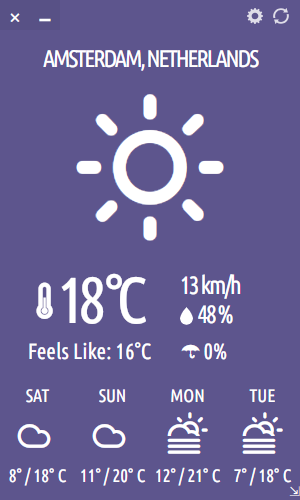 AMSTERDAM, NETHERLANDS
18°C
13 km/h
48 %
Feels Like: 16°C
0%
SAT SUN MON TUE
8° / 18° C 11° / 20° C 12° / 21° C 7° / 18° C